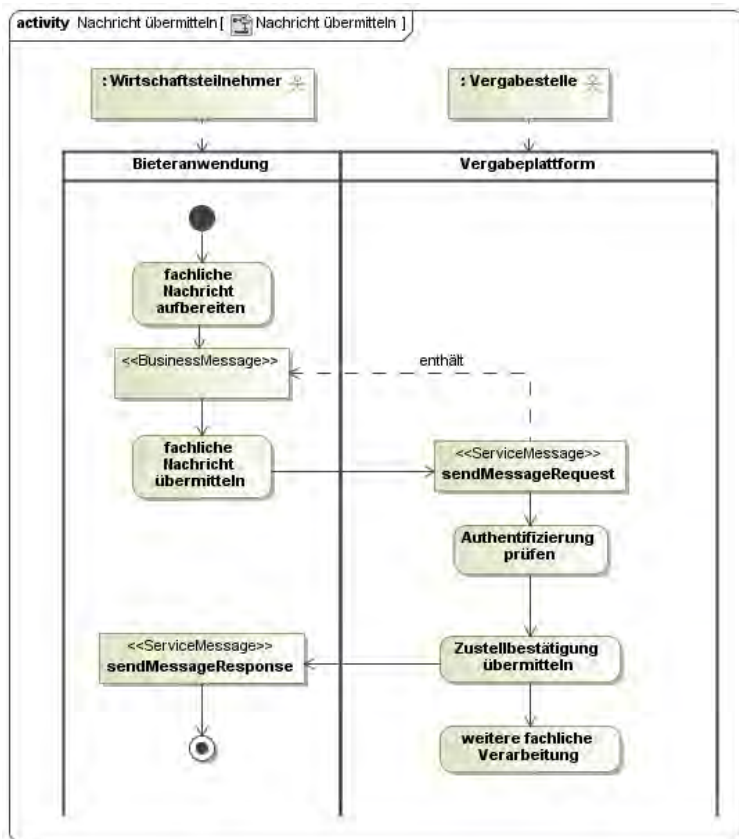 activity Nachricht übermitteln [ Nachricht übermitteln ]
: Wirtschaftsteilnehmer
: Vergabestelle
Bieteranwendung
Vergabeplattform
fachliche
Nachricht
aufbereiten
<<BusinessMessage>>
enthält
fachliche
Nachricht
übermitteln
<<ServiceMessage>>
sendMessageRequest
Authentifizierung
prüfen
<<ServiceMessage>>
sendMessageResponse
Zustellbestätigung
übermitteln
weitere fachliche
Verarbeitung